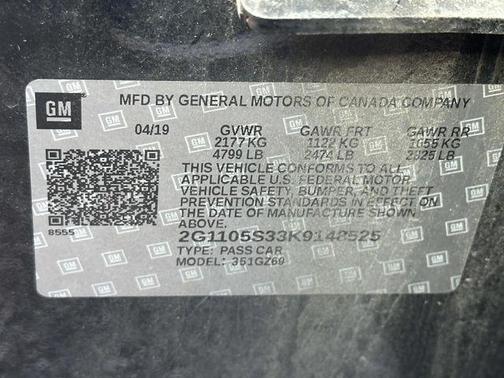 GM
MFD BY GENERAL MOTORS OF CANADA COMPANY
04/19 GVWR GAWR FRT GAWR RR
2177 KG 1122 KG 1055 KG
4799 LB 2474 LB 2325 LB
THIS VEHICLE CONFORMS TO ALL
APPLICABLE U.S. FEDERAL MOTOR
VEHICLE SAFETY, BUMPER, AND THEFT
PREVENTION STANDARDS IN EFFECT ON
THE DATE OF MANUFACTURE SHOWN
ABOVE.
8555
2G1105S33K9148525
TYPE: PASS CAR
MODEL: 351GZ69